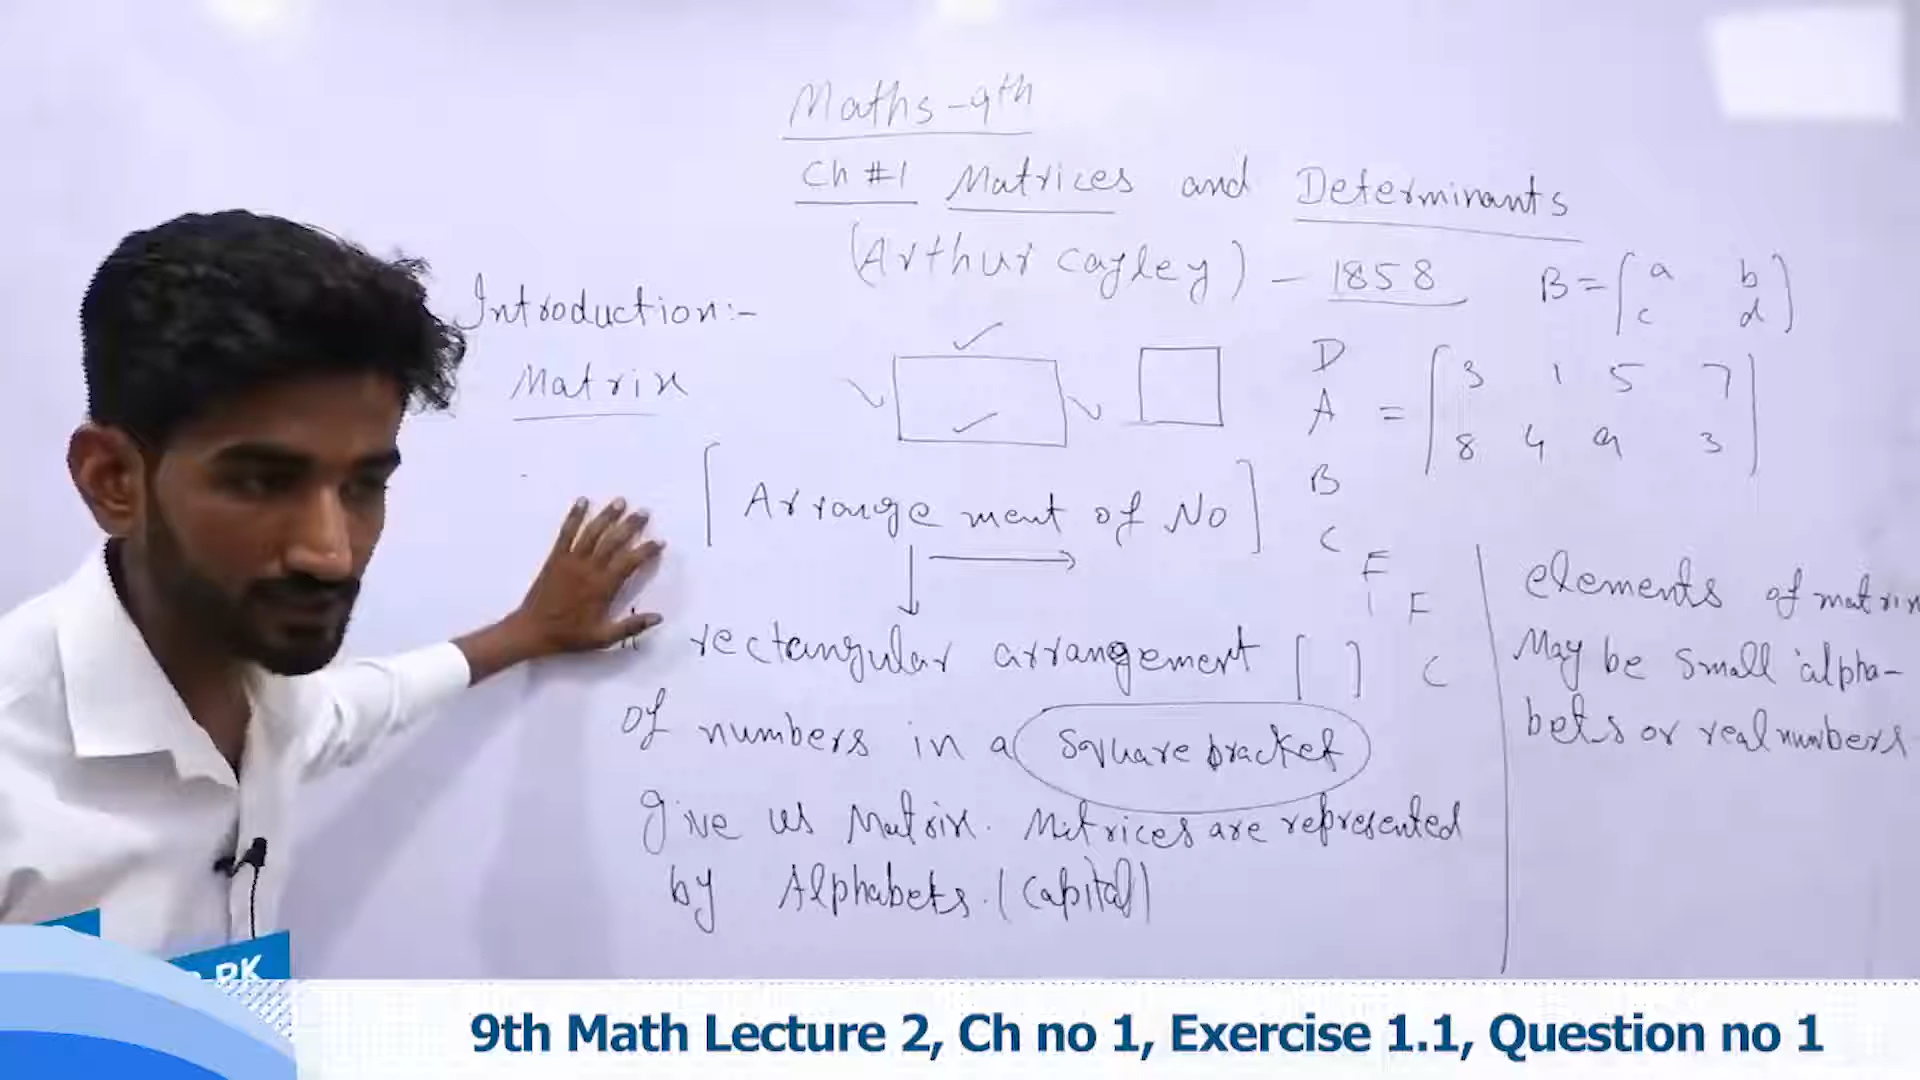 Maths-9th
Ch #1 Matrices and Determinants
(Arthur Cayley) - 1858
B = [a b
c d]
Introduction:-
Matrix
D
A = [3 1 5 7
8 4 9 3]
B
C
[Arrangement of No]
E
F
C
rectangular arrangement [ ]
of numbers in a square bracket
give us Matrix. Matrices are represented
by Alphabets. (Capital)
elements of matrix
May be small alpha-
bets or real numbers
.PK
9th Math Lecture 2, Ch no 1, Exercise 1.1, Question no 1